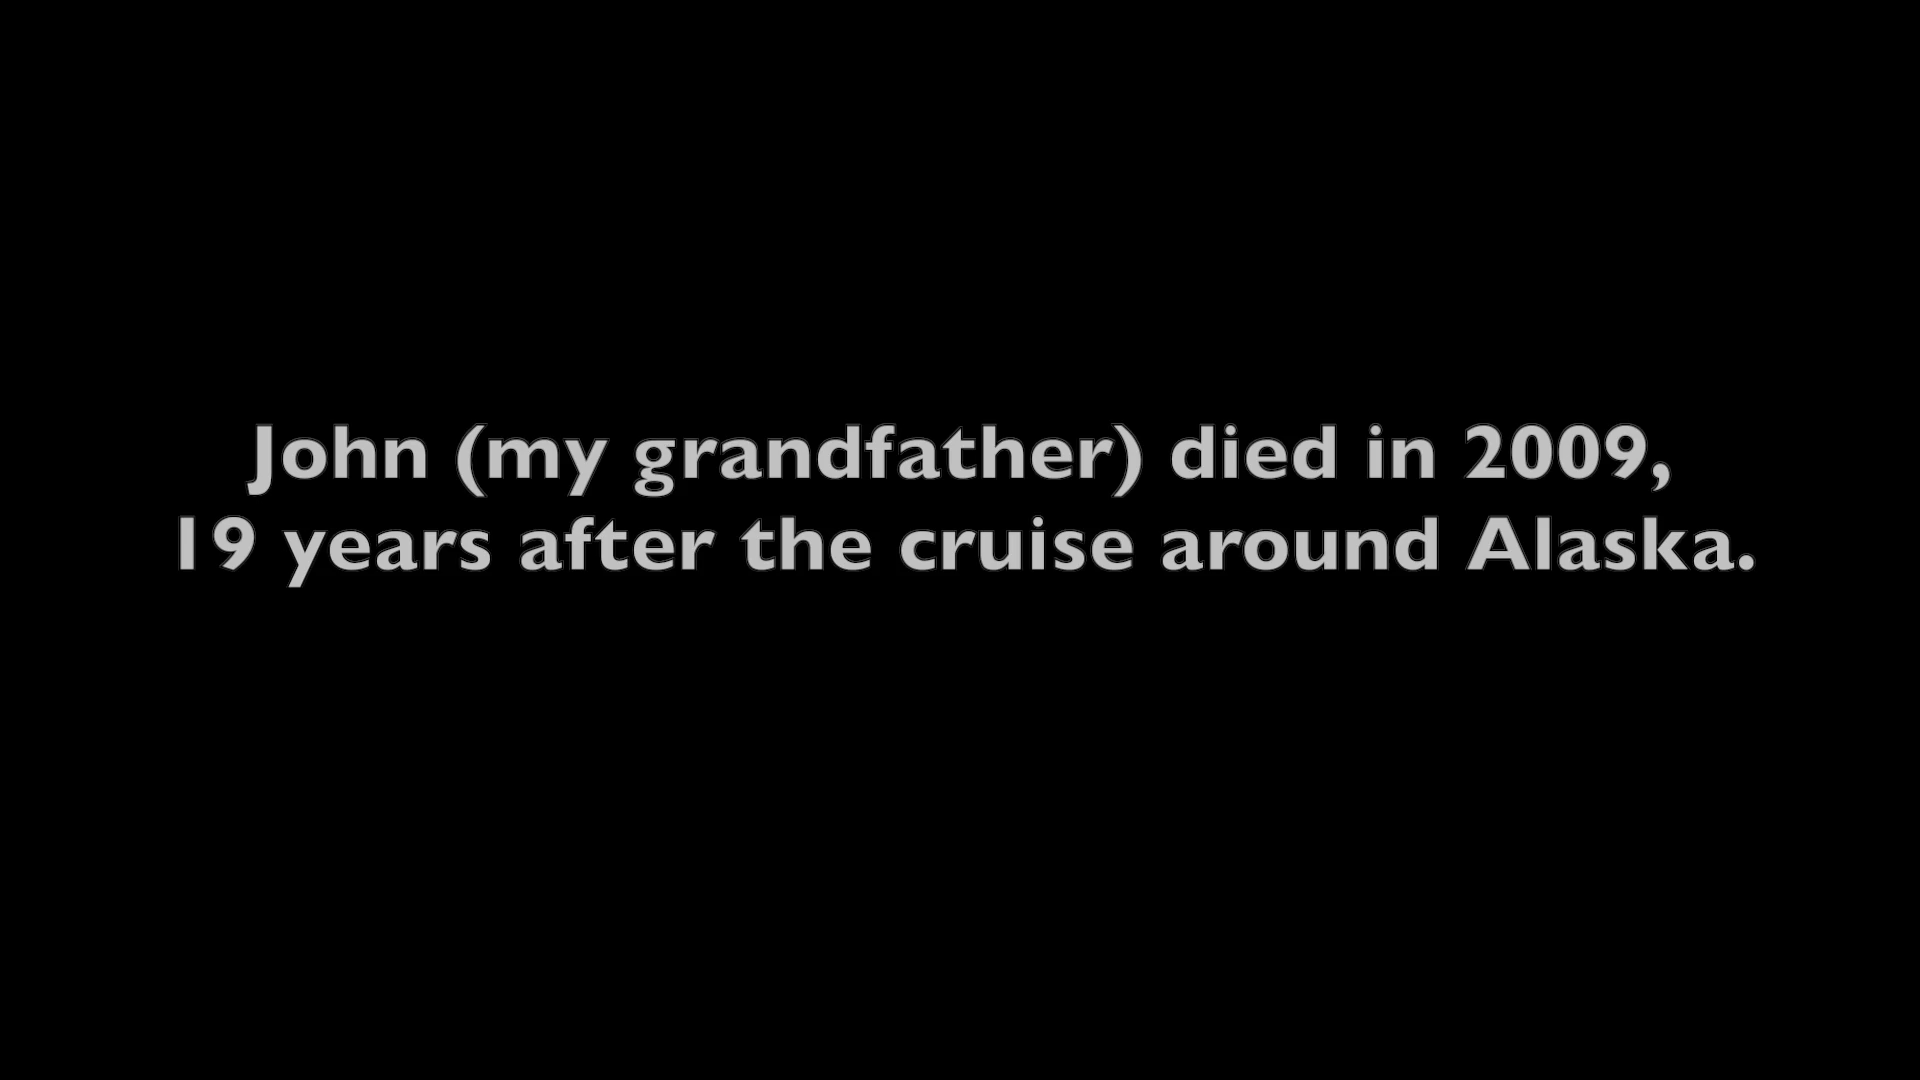 John (my grandfather) died in 2009,
19 years after the cruise around Alaska.